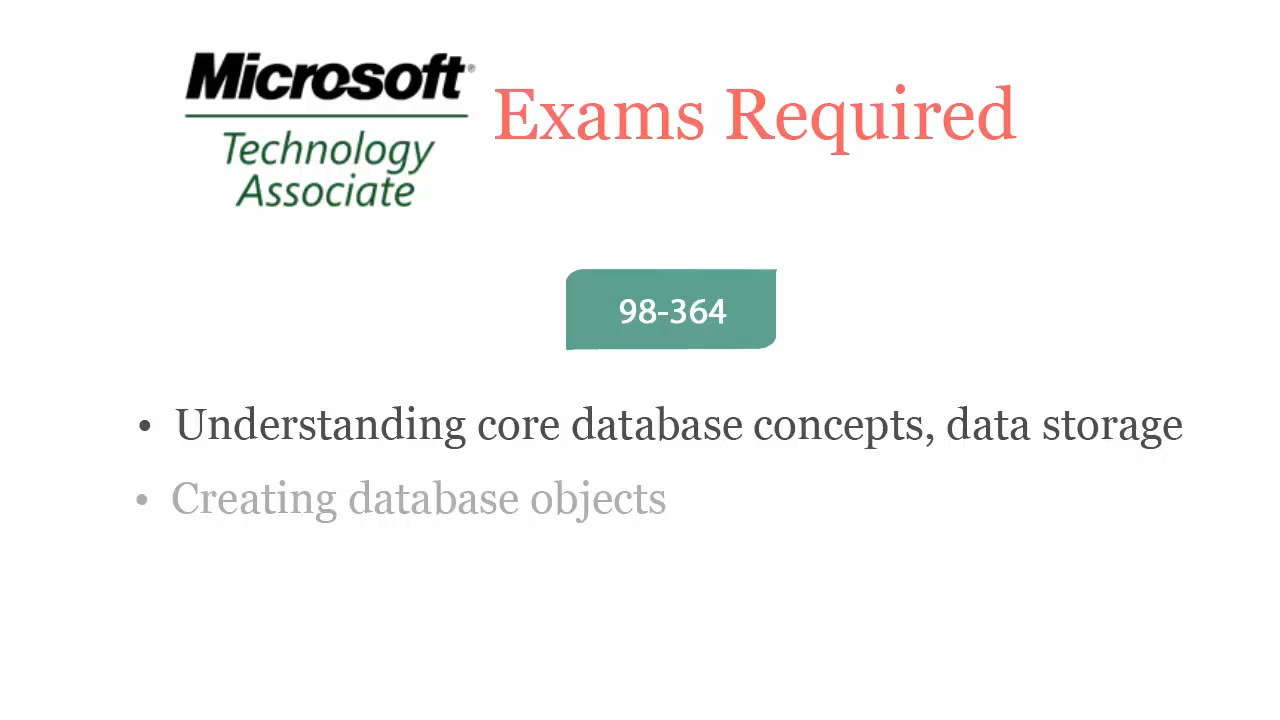 Microsoft®
Technology
Associate
Exams Required
98-364
• Understanding core database concepts, data storage
• Creating database objects